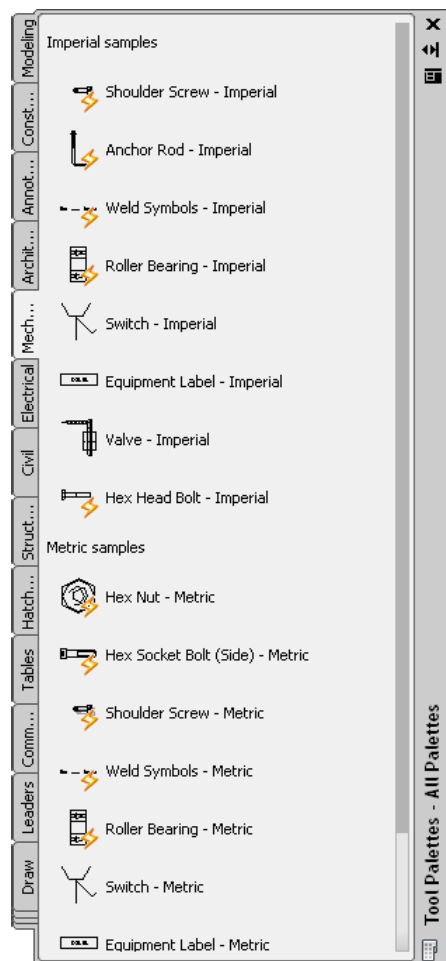 Modeling
Const...
Annot...
Archit...
Mech...
Electrical
Civil
Struct...
Hatch...
Tables
Comm...
Leaders
Draw
Imperial samples
Shoulder Screw - Imperial
Anchor Rod - Imperial
Weld Symbols - Imperial
Roller Bearing - Imperial
Switch - Imperial
Equipment Label - Imperial
Valve - Imperial
Hex Head Bolt - Imperial
Metric samples
Hex Nut - Metric
Hex Socket Bolt (Side) - Metric
Shoulder Screw - Metric
Weld Symbols - Metric
Roller Bearing - Metric
Switch - Metric
Equipment Label - Metric
Tool Palettes - All Palettes